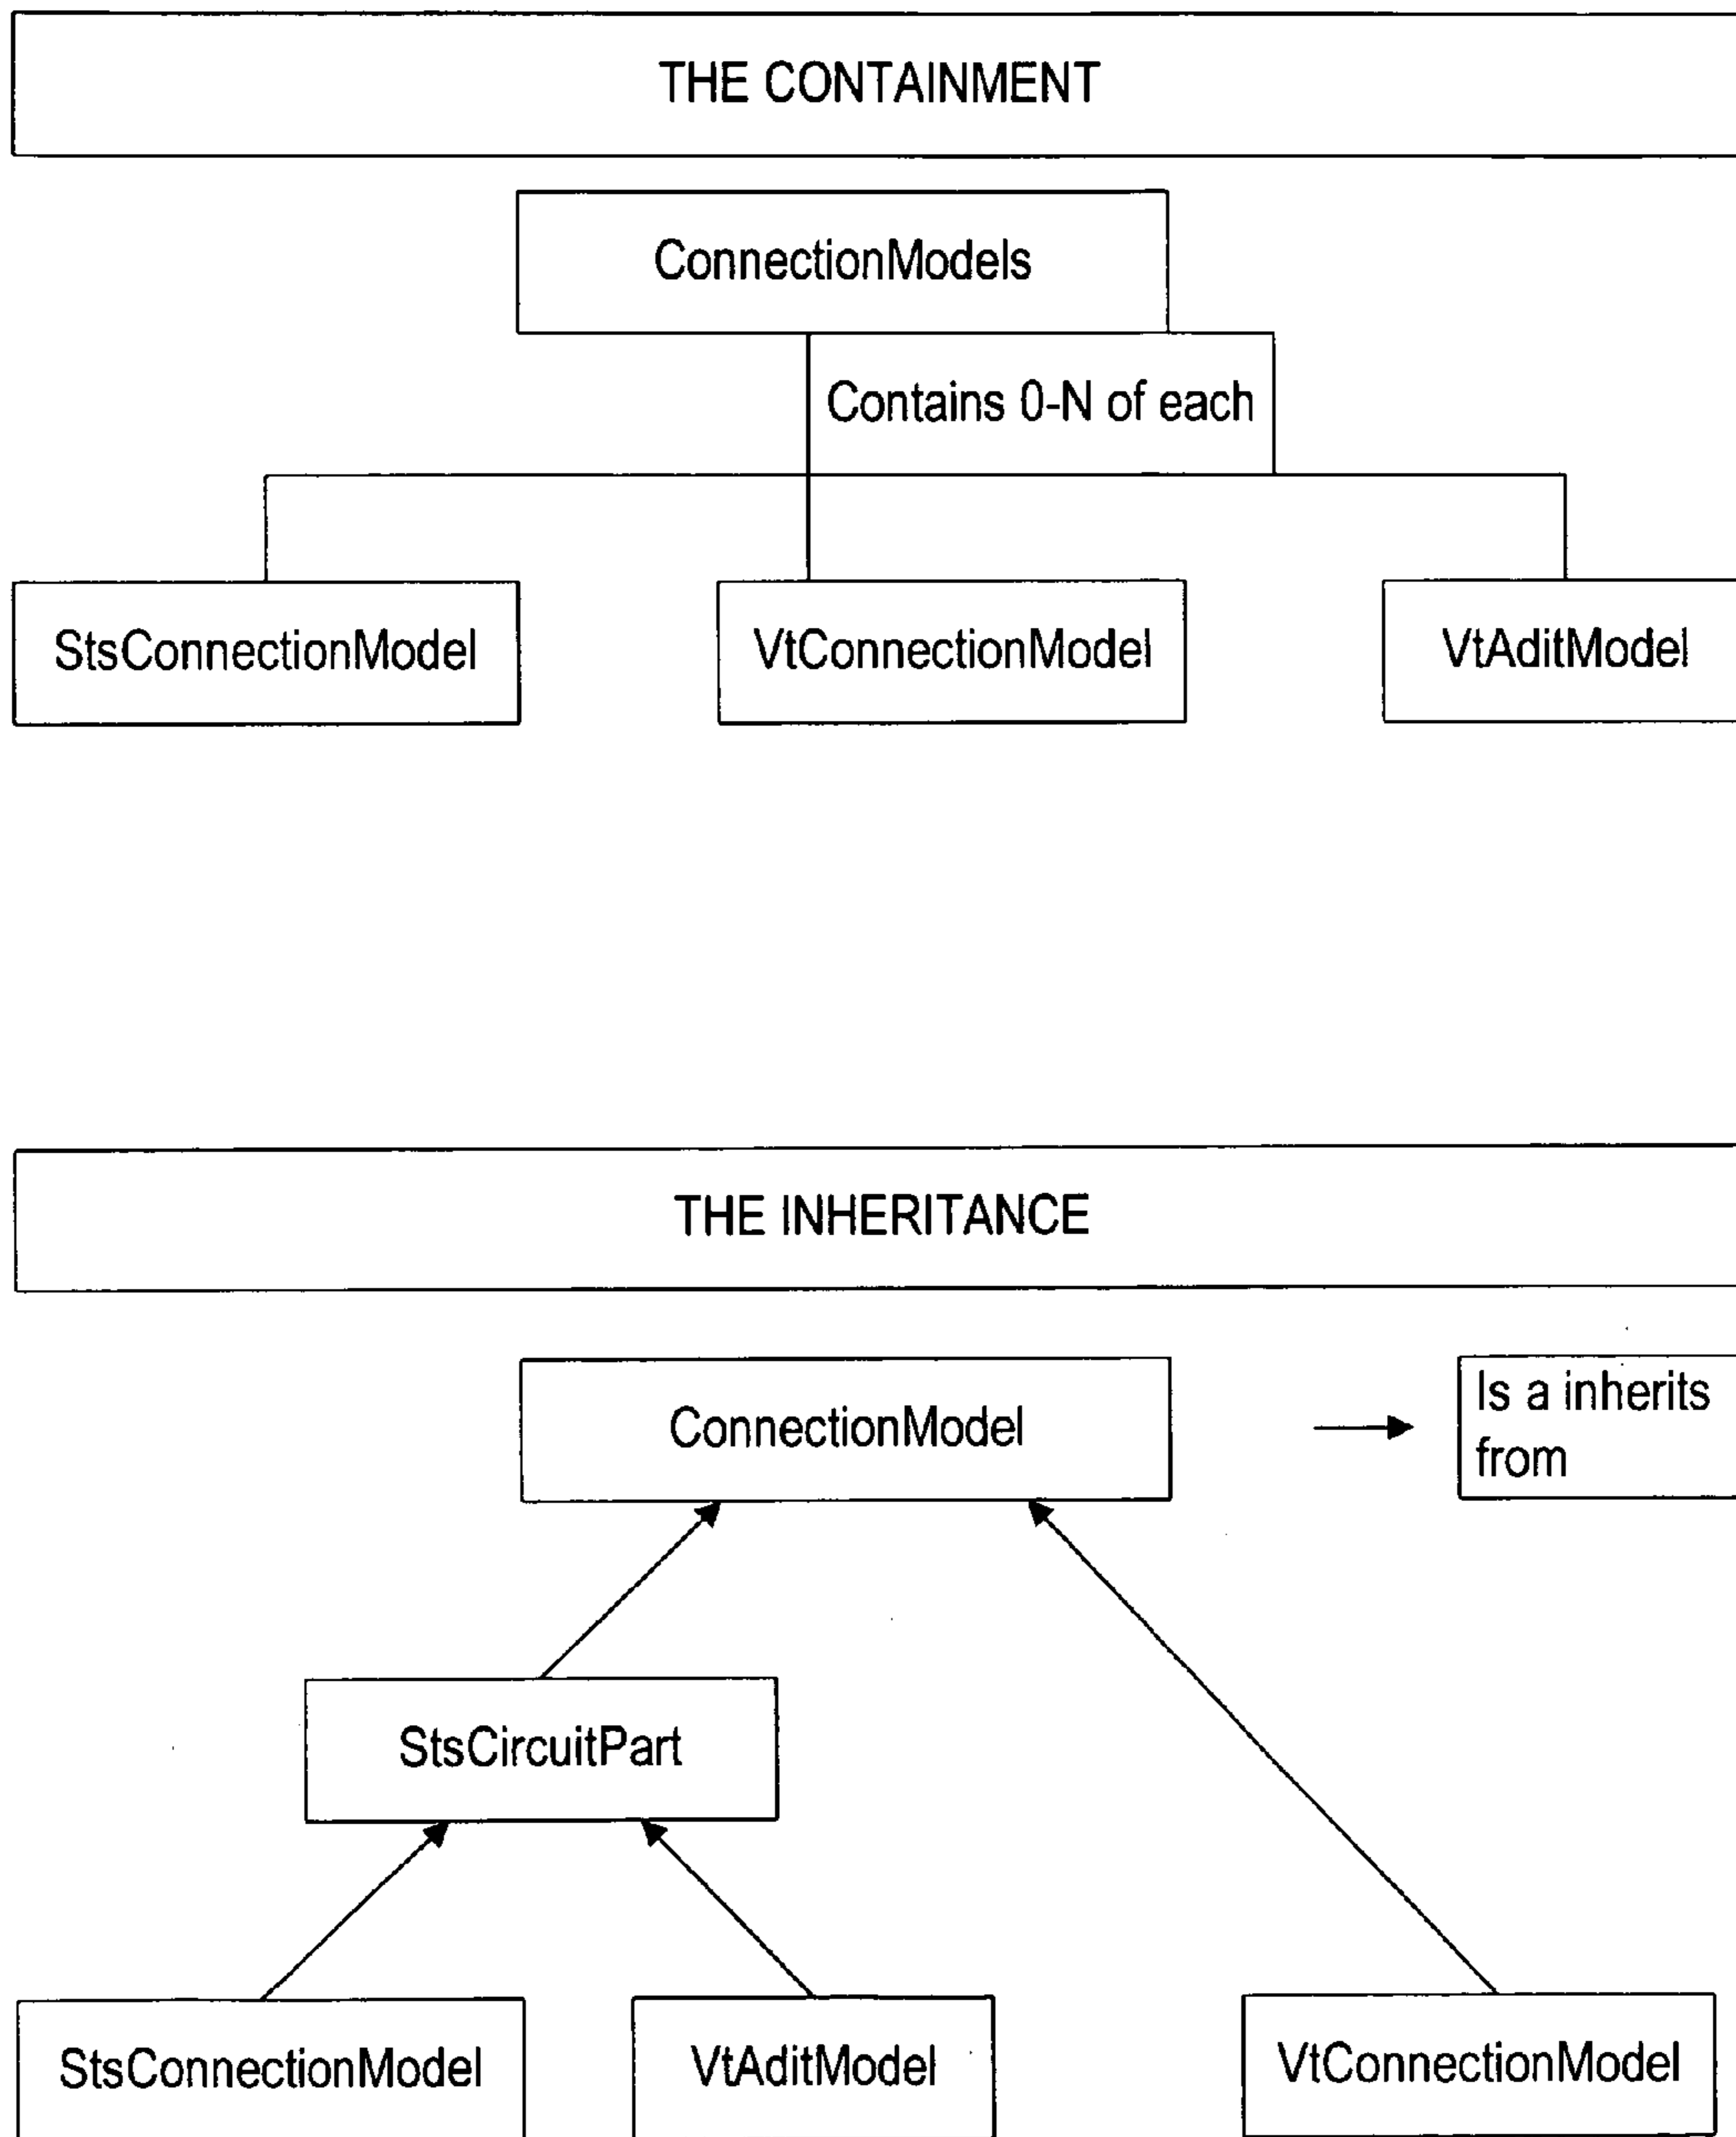 THE CONTAINMENT
ConnectionModels
Contains 0-N of each
StsConnectionModel
VtConnectionModel
VtAditModel
THE INHERITANCE
ConnectionModel
Is a inherits
from
StsCircuitPart
StsConnectionModel
VtAditModel
VtConnectionModel